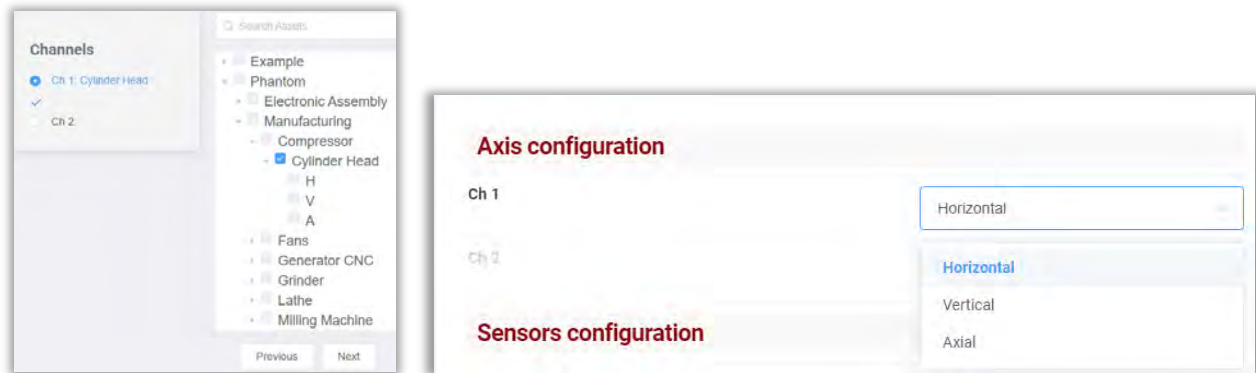 Channels
Ch 1: Cylinder Head
Ch 2
Search Assets
Example
Phantom
Electronic Assembly
Manufacturing
Compressor
Cylinder Head
H
V
A
Fans
Generator CNC
Grinder
Lathe
Milling Machine
Previous
Next
Axis configuration
Ch 1
Horizontal
Ch 2
Horizontal
Vertical
Axial
Sensors configuration